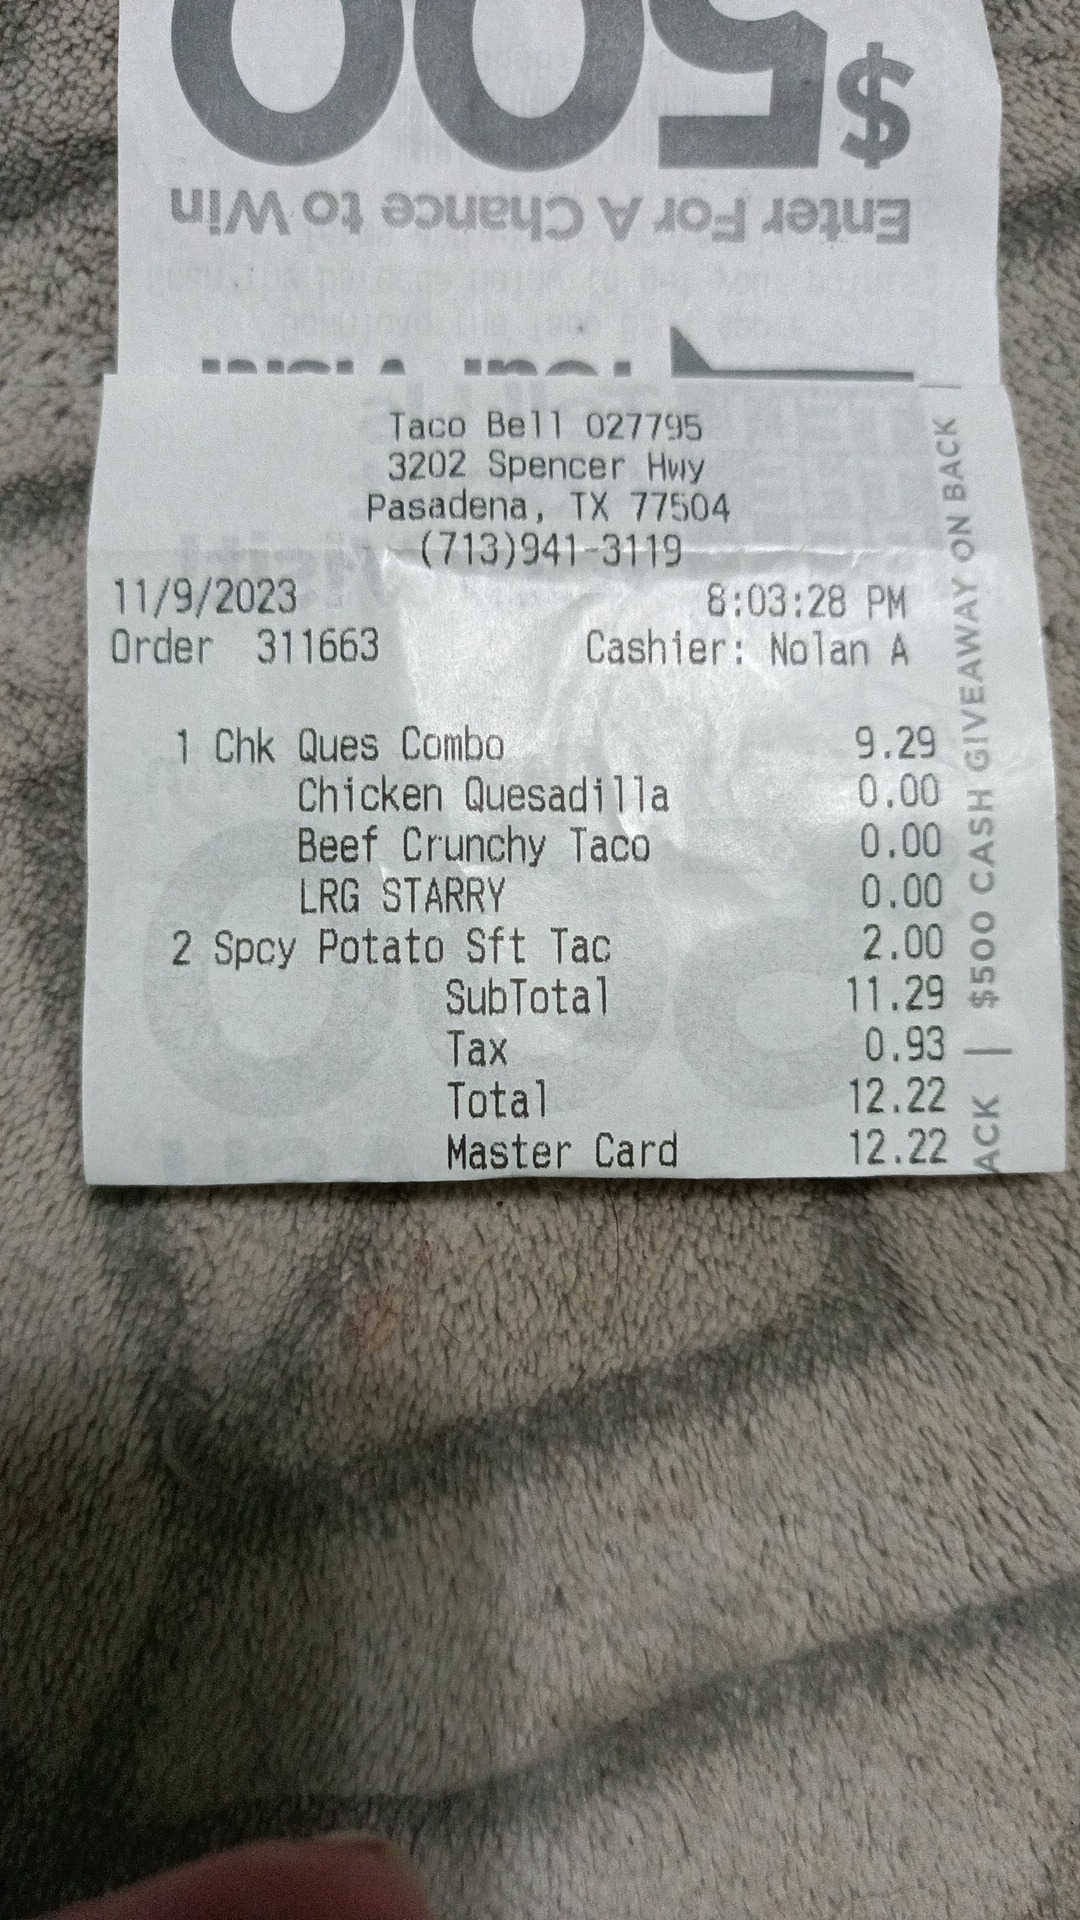 $500
Enter For A Chance to Win
Taco Bell 027795
3202 Spencer Hwy
Pasadena, TX 77504
(713)941-3119
11/9/2023 8:03:28 PM
Order 311663 Cashier: Nolan A
1 Chk Ques Combo 9.29
Chicken Quesadilla 0.00
Beef Crunchy Taco 0.00
LRG STARRY 0.00
2 Spcy Potato Sft Tac 2.00
SubTotal 11.29
Tax 0.93
Total 12.22
Master Card 12.22
ACK | $500 CASH GIVEAWAY ON BACK |